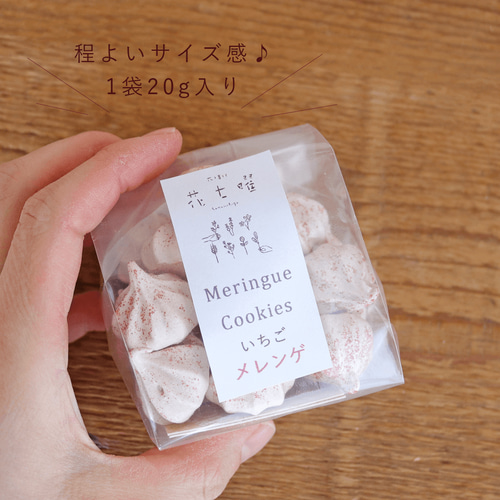 程よいサイズ感♪
1袋20g入り
花七曜
Meringue
Cookies
いちご
メレンゲ